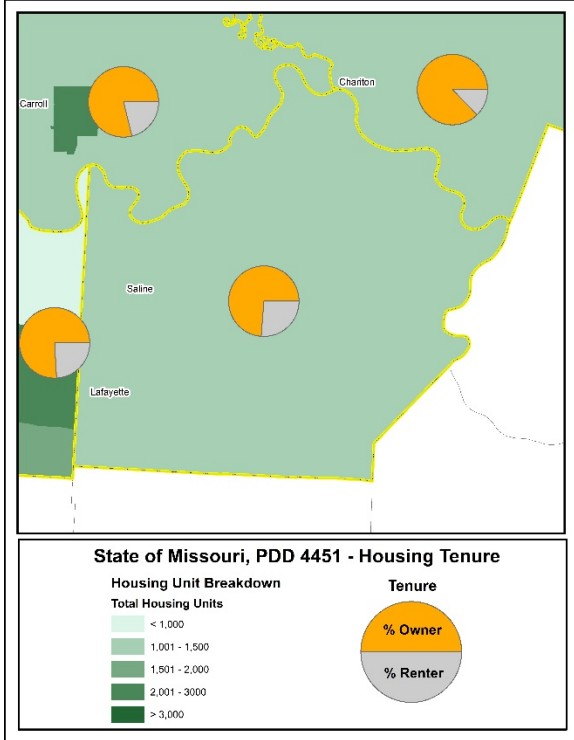 Chariton
Carroll
Saline
Lafayette
State of Missouri, PDD 4451 - Housing Tenure
Housing Unit Breakdown
Total Housing Units
< 1,000
1,001 - 1,500
1,501 - 2,000
2,001 - 3000
> 3,000
Tenure
% Owner
% Renter